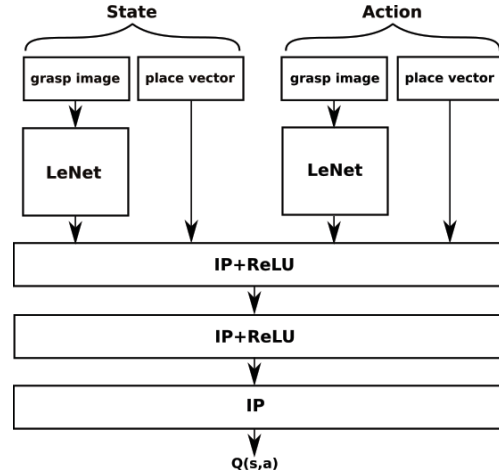 State Action
grasp image place vector grasp image place vector
LeNet LeNet
IP+ReLU
IP+ReLU
IP
Q(s,a)